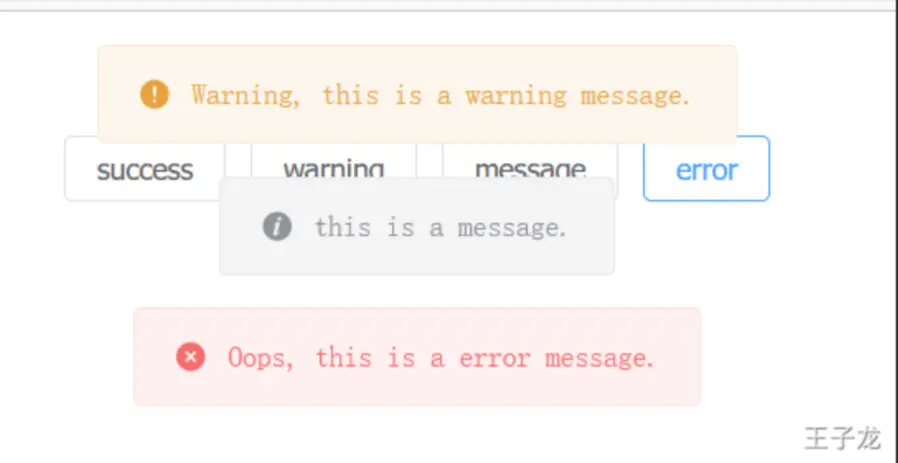 Warning, this is a warning message.
success
warning
message
error
this is a message.
Oops, this is a error message.
王子龙